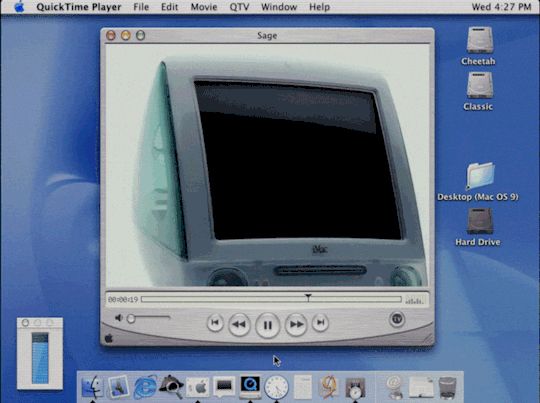 QuickTime Player File Edit Movie QTV Window Help Wed 4:27 PM
Sage
Cheetah
Classic
Desktop (Mac OS 9)
Hard Drive
iMac
00:00:19
TV